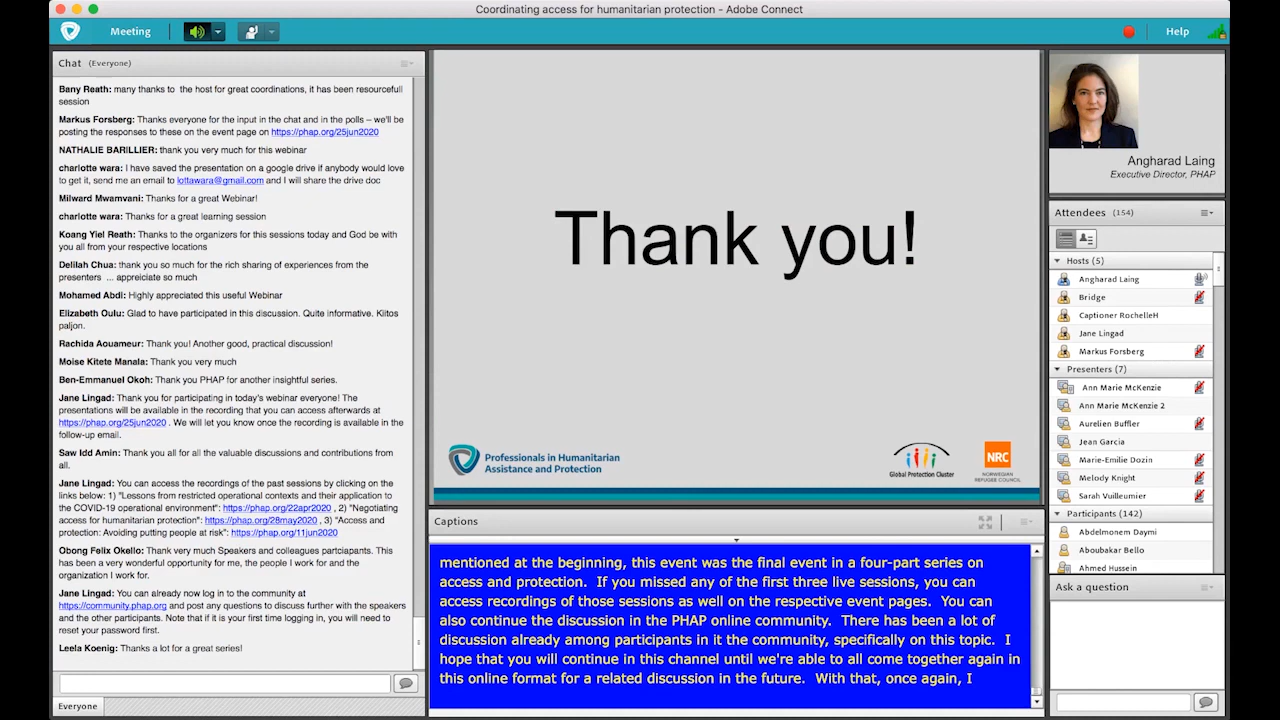 Coordinating access for humanitarian protection - Adobe Connect
Meeting
Help
Chat (Everyone)
Bany Reath: many thanks to the host for great coordinations, it has been resourcefull
session
Markus Forsberg: Thanks everyone for the input in the chat and in the polls – we'll be
posting the responses to these on the event page on https://phap.org/25jun2020
NATHALIE BARILLIER: thank you very much for this webinar
charlotte wara: I have saved the presentation on a google drive if anybody would love
to get it, send me an email to lottawara@gmail.com and I will share the drive doc
Milward Mwamvani: Thanks for a great Webinar!
charlotte wara: Thanks for a great learning session
Koang Yiel Reath: Thanks to the organizers for this sessions today and God be with
you all from your respective locations
Delilah Chua: thank you so much for the rich sharing of experiences from the
presenters ... appreiciate so much
Mohamed Abdi: Highly appreciated this useful Webinar
Elizabeth Oulu: Glad to have participated in this discussion. Quite informative. Kiitos
paljon.
Rachida Aouameur: Thank you! Another good, practical discussion!
Moise Kitete Manala: Thank you very much
Ben-Emmanuel Okoh: Thank you PHAP for another insightful series.
Jane Lingad: Thank you for participating in today's webinar everyone! The
presentations will be available in the recording that you can access afterwards at
https://phap.org/25jun2020 . We will let you know once the recording is available in the
follow-up email.
Saw Idd Amin: Thank you all for all the valuable discussions and contributions from
all.
Jane Lingad: You can access the recordings of the past sessions by clicking on the
links below: 1) "Lessons from restricted operational contexts and their application to
the COVID-19 operational environment": https://phap.org/22apr2020 , 2) "Negotiating
access for humanitarian protection": https://phap.org/28may2020 , 3) "Access and
protection: Avoiding putting people at risk": https://phap.org/11jun2020
Obong Felix Okello: Thank very much Speakers and colleagues partciapants. This
has been a very wonderful opportunity for me, the people I work for and the
organization I work for.
Jane Lingad: You can already now log in to the community at
https://community.phap.org and post any questions to discuss further with the speakers
and the other participants. Note that if it is your first time logging in, you will need to
reset your password first.
Leela Koenig: Thanks a lot for a great series!
Everyone
Thank you!
Professionals in Humanitarian
Assistance and Protection
Global Protection Cluster
NRC
NORWEGIAN
REFUGEE COUNCIL
Captions
mentioned at the beginning, this event was the final event in a four-part series on
access and protection. If you missed any of the first three live sessions, you can
access recordings of those sessions as well on the respective event pages. You can
also continue the discussion in the PHAP online community. There has been a lot of
discussion already among participants in it the community, specifically on this topic. I
hope that you will continue in this channel until we're able to all come together again in
this online format for a related discussion in the future. With that, once again, I
Angharad Laing
Executive Director, PHAP
Attendees (154)
Hosts (5)
Angharad Laing
Bridge
Captioner RochelleH
Jane Lingad
Markus Forsberg
Presenters (7)
Ann Marie McKenzie
Ann Marie McKenzie 2
Aurelien Buffler
Jean Garcia
Marie-Emilie Dozin
Melody Knight
Sarah Vuilleumier
Participants (142)
Abdelmonem Daymi
Aboubakar Bello
Ahmed Hussein
Ask a question